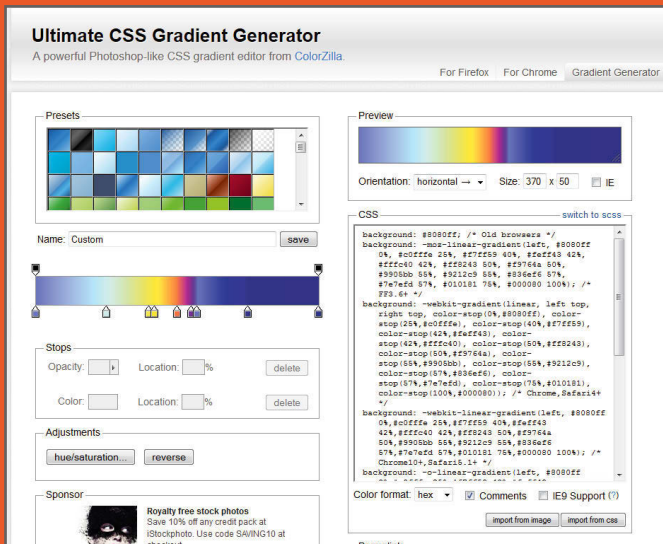 Ultimate CSS Gradient Generator
A powerful Photoshop-like CSS gradient editor from ColorZilla.
For Firefox For Chrome Gradient Generator
Presets
Name: Custom save
Stops
Opacity: Location: % delete
Color: Location: % delete
Adjustments
hue/saturation... reverse
Sponsor
Royalty free stock photos
Save 10% off any credit pack at
iStockphoto. Use code SAVING10 at
Preview
Orientation: horizontal → Size: 370 x 50 IE
CSS switch to scss
background: #8080ff; /* Old browsers */
background: -moz-linear-gradient(left, #8080ff
0%, #c0fffe 25%, #f7ff59 40%, #feff43 42%,
#fffc40 42%, #ff8243 50%, #f9764a 50%,
#9905bb 55%, #9212c9 55%, #836ef6 57%,
#7e7efd 57%, #010181 75%, #000080 100%); /*
FF3.6+ */
background: -webkit-gradient(linear, left top,
right top, color-stop(0%,#8080ff), color-
stop(25%,#c0fffe), color-stop(40%,#f7ff59),
color-stop(42%,#feff43), color-
stop(42%,#fffc40), color-stop(50%,#ff8243),
color-stop(50%,#f9764a), color-
stop(55%,#9905bb), color-stop(55%,#9212c9),
color-stop(57%,#836ef6), color-
stop(57%,#7e7efd), color-stop(75%,#010181),
color-stop(100%,#000080)); /* Chrome,Safari4+
*/
background: -webkit-linear-gradient(left, #8080ff
0%,#c0fffe 25%,#f7ff59 40%,#feff43
42%,#fffc40 42%,#ff8243 50%,#f9764a
50%,#9905bb 55%,#9212c9 55%,#836ef6
57%,#7e7efd 57%,#010181 75%,#000080 100%); /*
Chrome10+,Safari5.1+ */
background: -o-linear-gradient(left, #8080ff
Color format: hex Comments IE9 Support (?)
import from image import from css